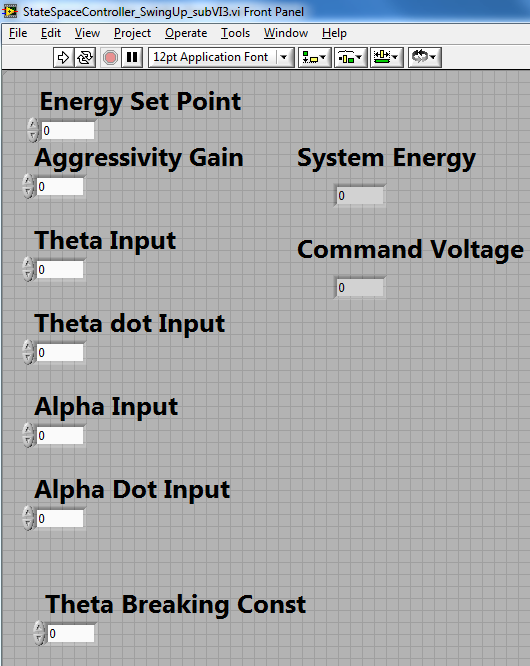 StateSpaceController_SwingUp_subVI3.vi Front Panel
File Edit View Project Operate Tools Window Help
12pt Application Font
Energy Set Point
0
Aggressivity Gain
0
System Energy
0
Theta Input
0
Command Voltage
0
Theta dot Input
0
Alpha Input
0
Alpha Dot Input
0
Theta Breaking Const
0